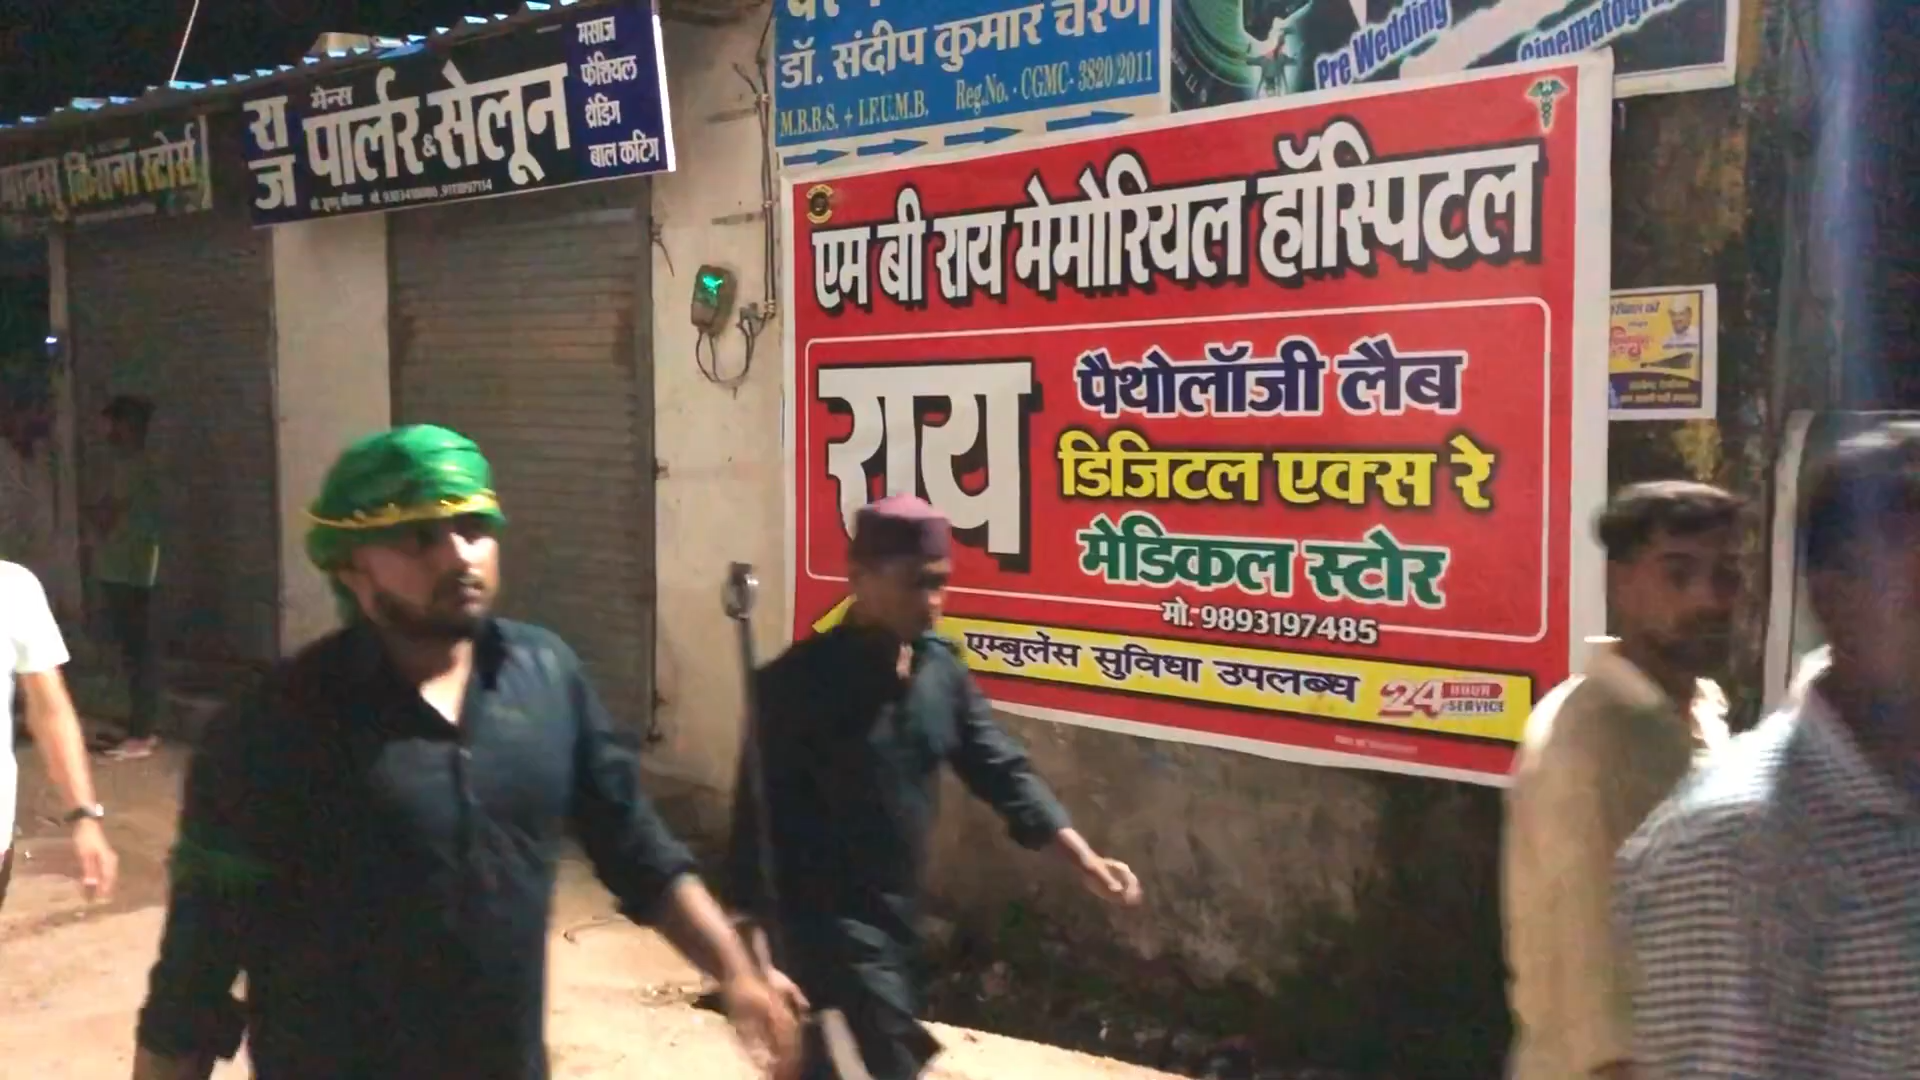 किराना स्टोर्स
राज
मेन्स
पार्लर & सेलून
मसाज
फेशियल
थ्रेडिंग
बाल कटिंग
डॉ. संदीप कुमार चरण
M.B.B.S. + I.F.U.M.B. Reg.No. - CGMC- 3820/2011
Pre Wedding
एम बी राय मेमोरियल हॉस्पिटल
राय
पैथोलॉजी लैब
डिजिटल एक्स रे
मेडिकल स्टोर
मो. 9893197485
एम्बुलेंस सुविधा उपलब्ध 24 HOUR SERVICE